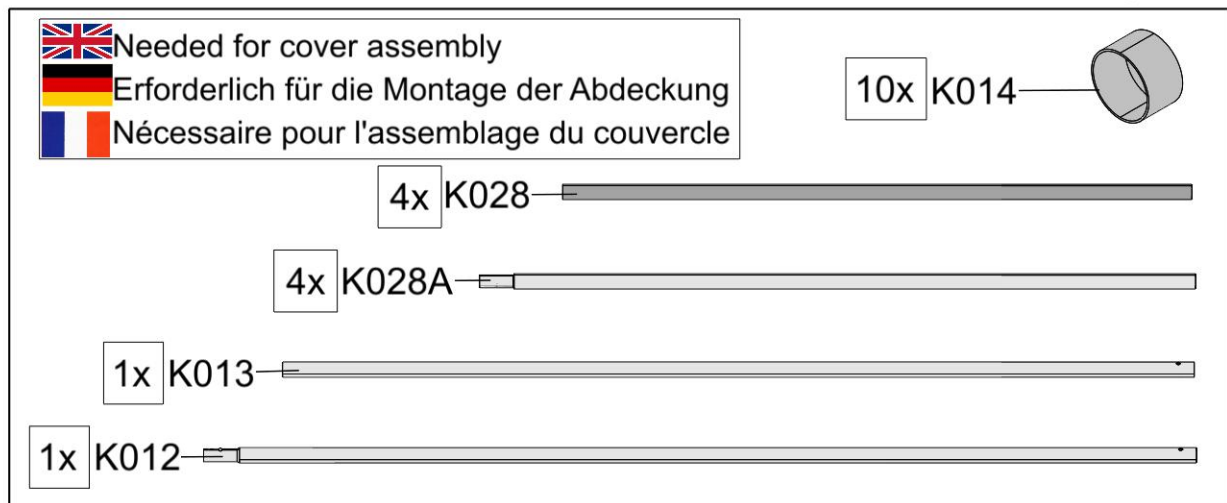 Needed for cover assembly
Erforderlich für die Montage der Abdeckung
Nécessaire pour l'assemblage du couvercle
10x K014
4x K028
4x K028A
1x K013
1x K012